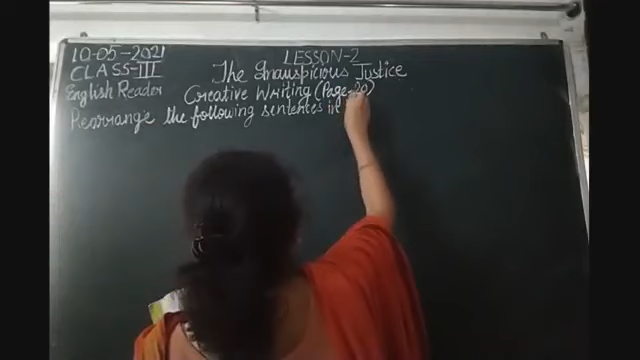 10-05-2021
LESSON-2
CLASS-III
The Inauspicious Justice
English Reader
Creative Writing (Page-20)
Rearrange the following sentences in